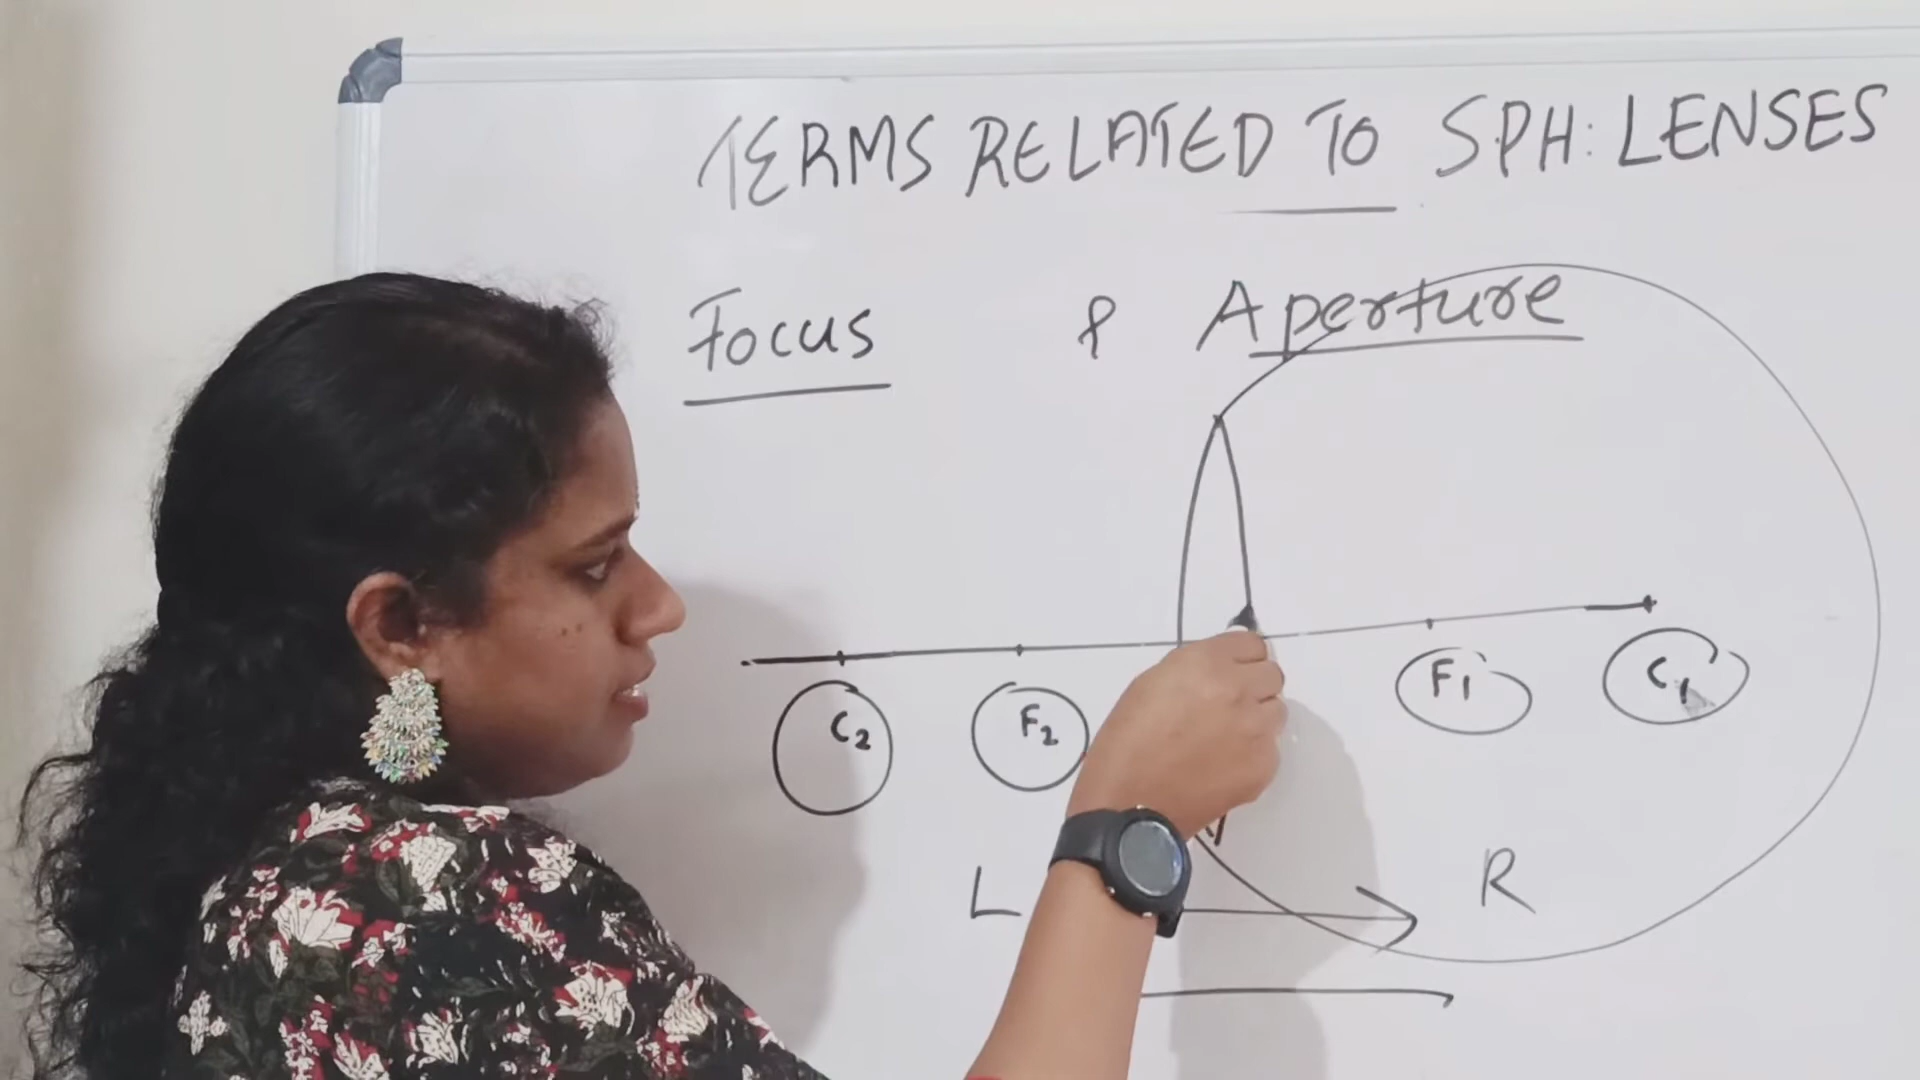 TERMS RELATED TO SPH: LENSES
Focus & Aperture
C2 F2 F1 C1
L R